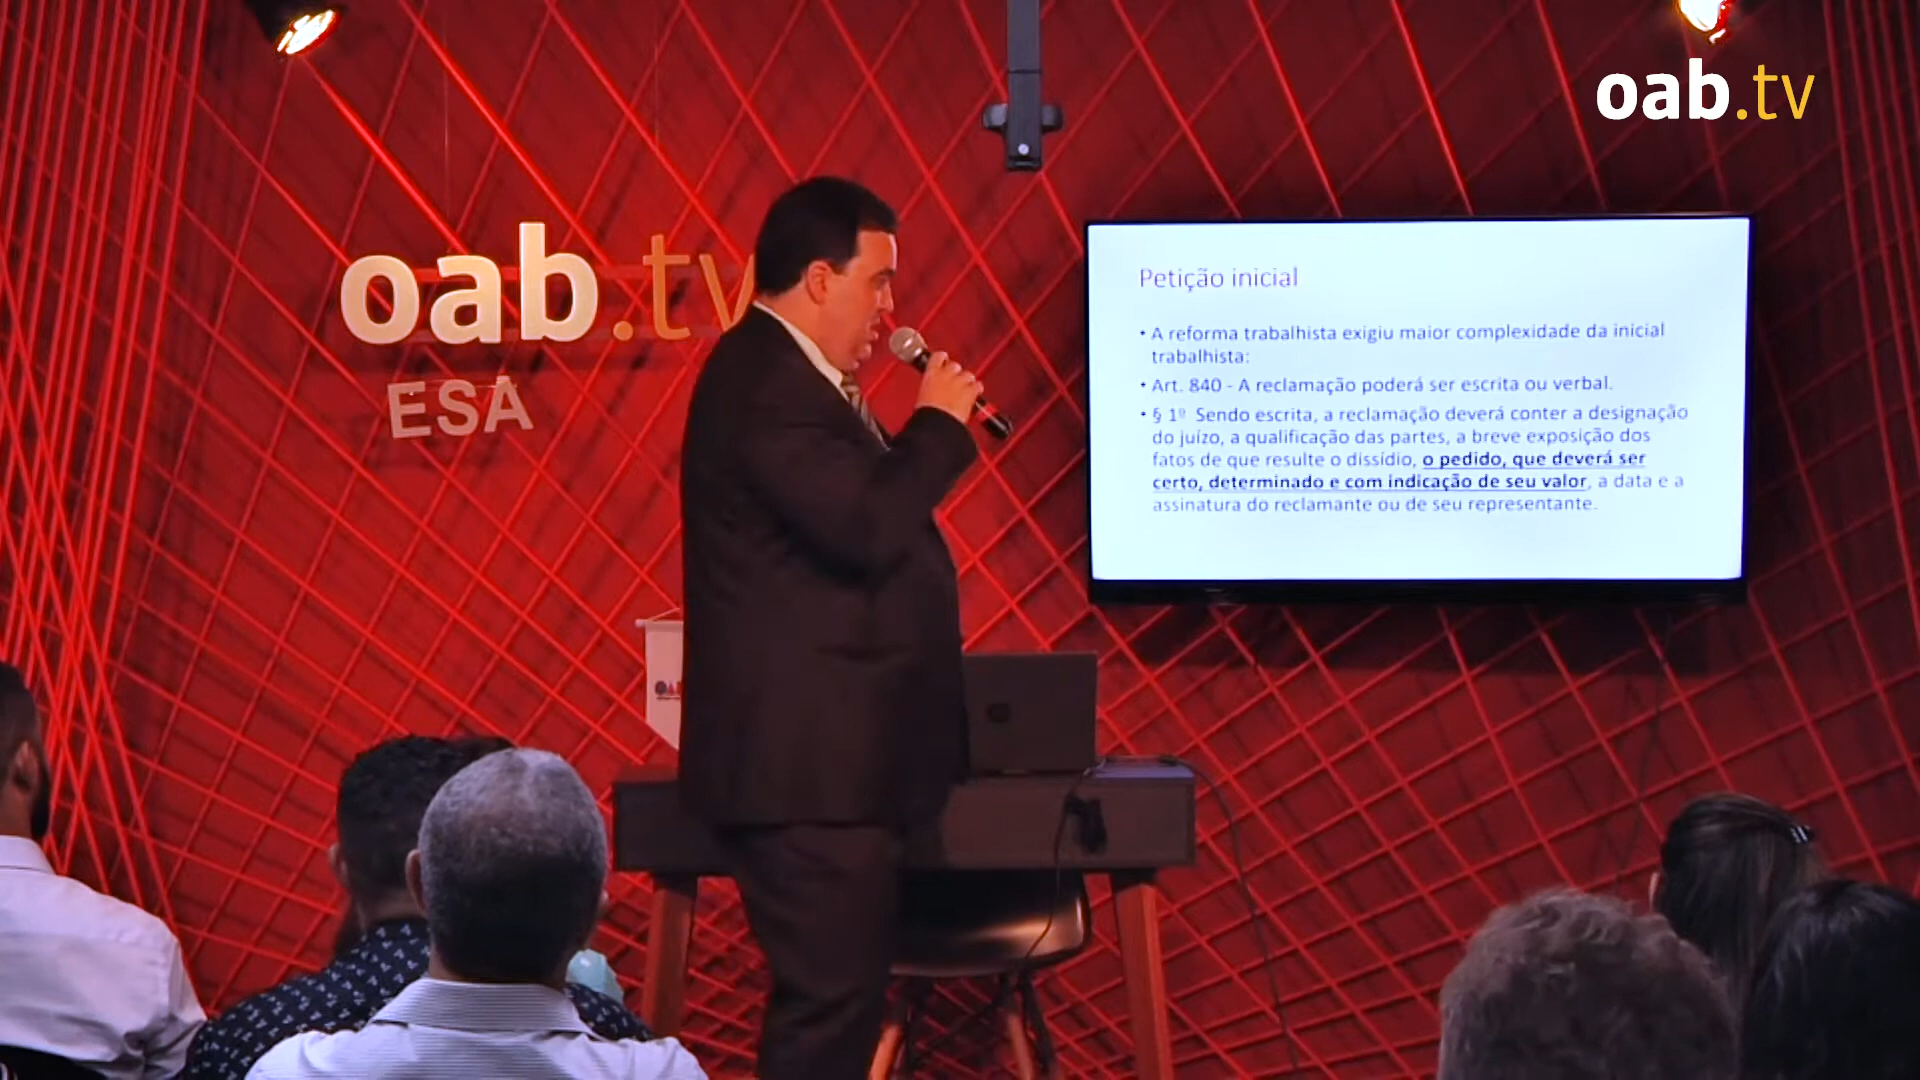 oab.tv
oab.tv
ESA
Petição inicial
• A reforma trabalhista exigiu maior complexidade da inicial
trabalhista:
• Art. 840 - A reclamação poderá ser escrita ou verbal.
• § 1º Sendo escrita, a reclamação deverá conter a designação
do juízo, a qualificação das partes, a breve exposição dos
fatos de que resulte o dissídio, o pedido, que deverá ser
certo, determinado e com indicação de seu valor, a data e a
assinatura do reclamante ou de seu representante.